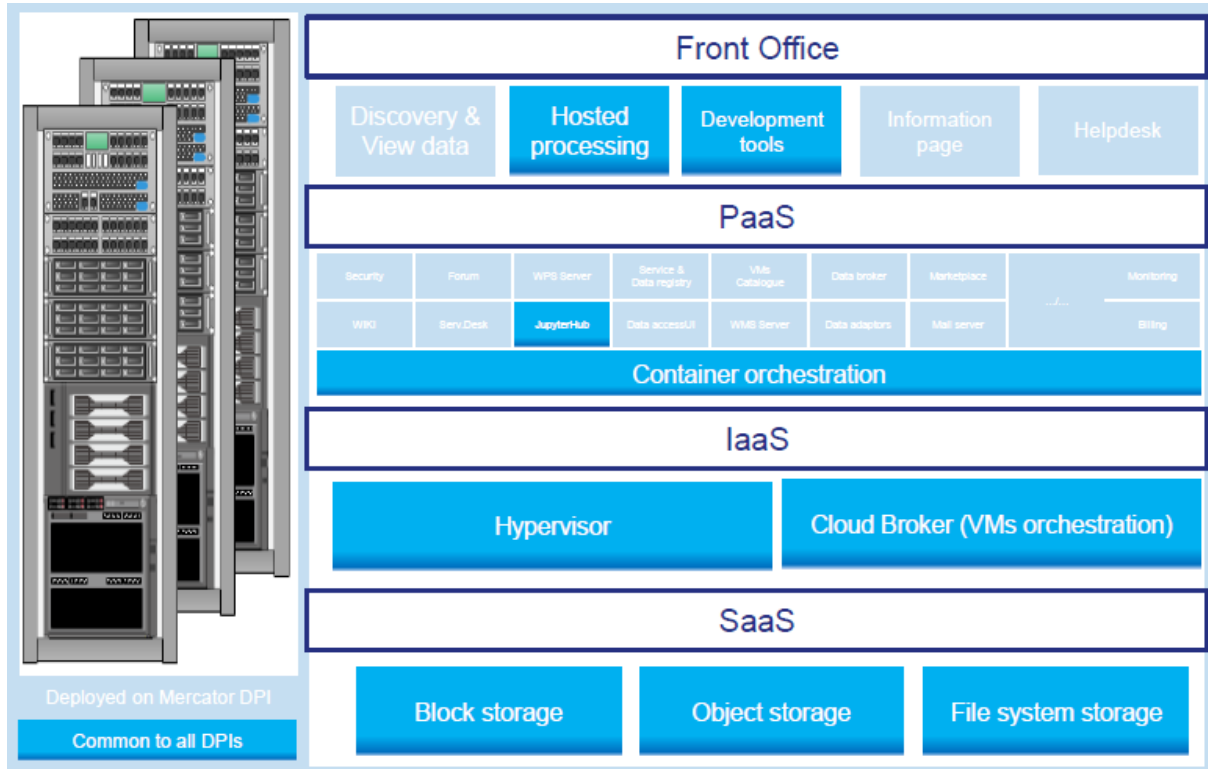 Front Office
Discovery &
View data
Hosted
processing
Development
tools
Information
page
Helpdesk
PaaS
Security
Forum
WPS Server
Service &
Data registry
VMs
Catalogue
Data broker
Marketplace
.../...
Monitoring
WIKI
Serv.Desk
JupyterHub
Data accessUI
WMS Server
Data adaptors
Mail server
Billing
Container orchestration
IaaS
Hypervisor
Cloud Broker (VMs orchestration)
SaaS
Block storage
Object storage
File system storage
Deployed on Mercator DPI
Common to all DPIs